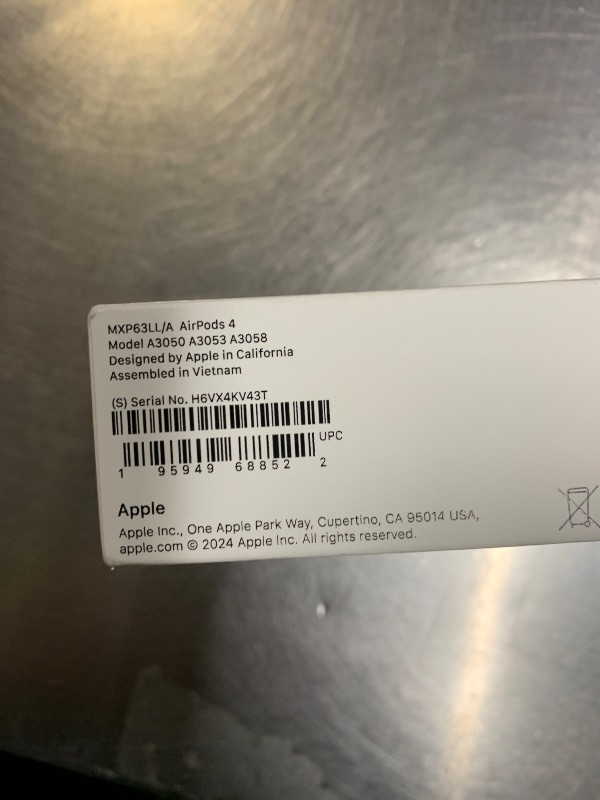 MXP63LL/A AirPods 4
Model A3050 A3053 A3058
Designed by Apple in California
Assembled in Vietnam
(S) Serial No. H6VX4KV43T
UPC
1 95949 68852 2
Apple
Apple Inc., One Apple Park Way, Cupertino, CA 95014 USA,
apple.com © 2024 Apple Inc. All rights reserved.